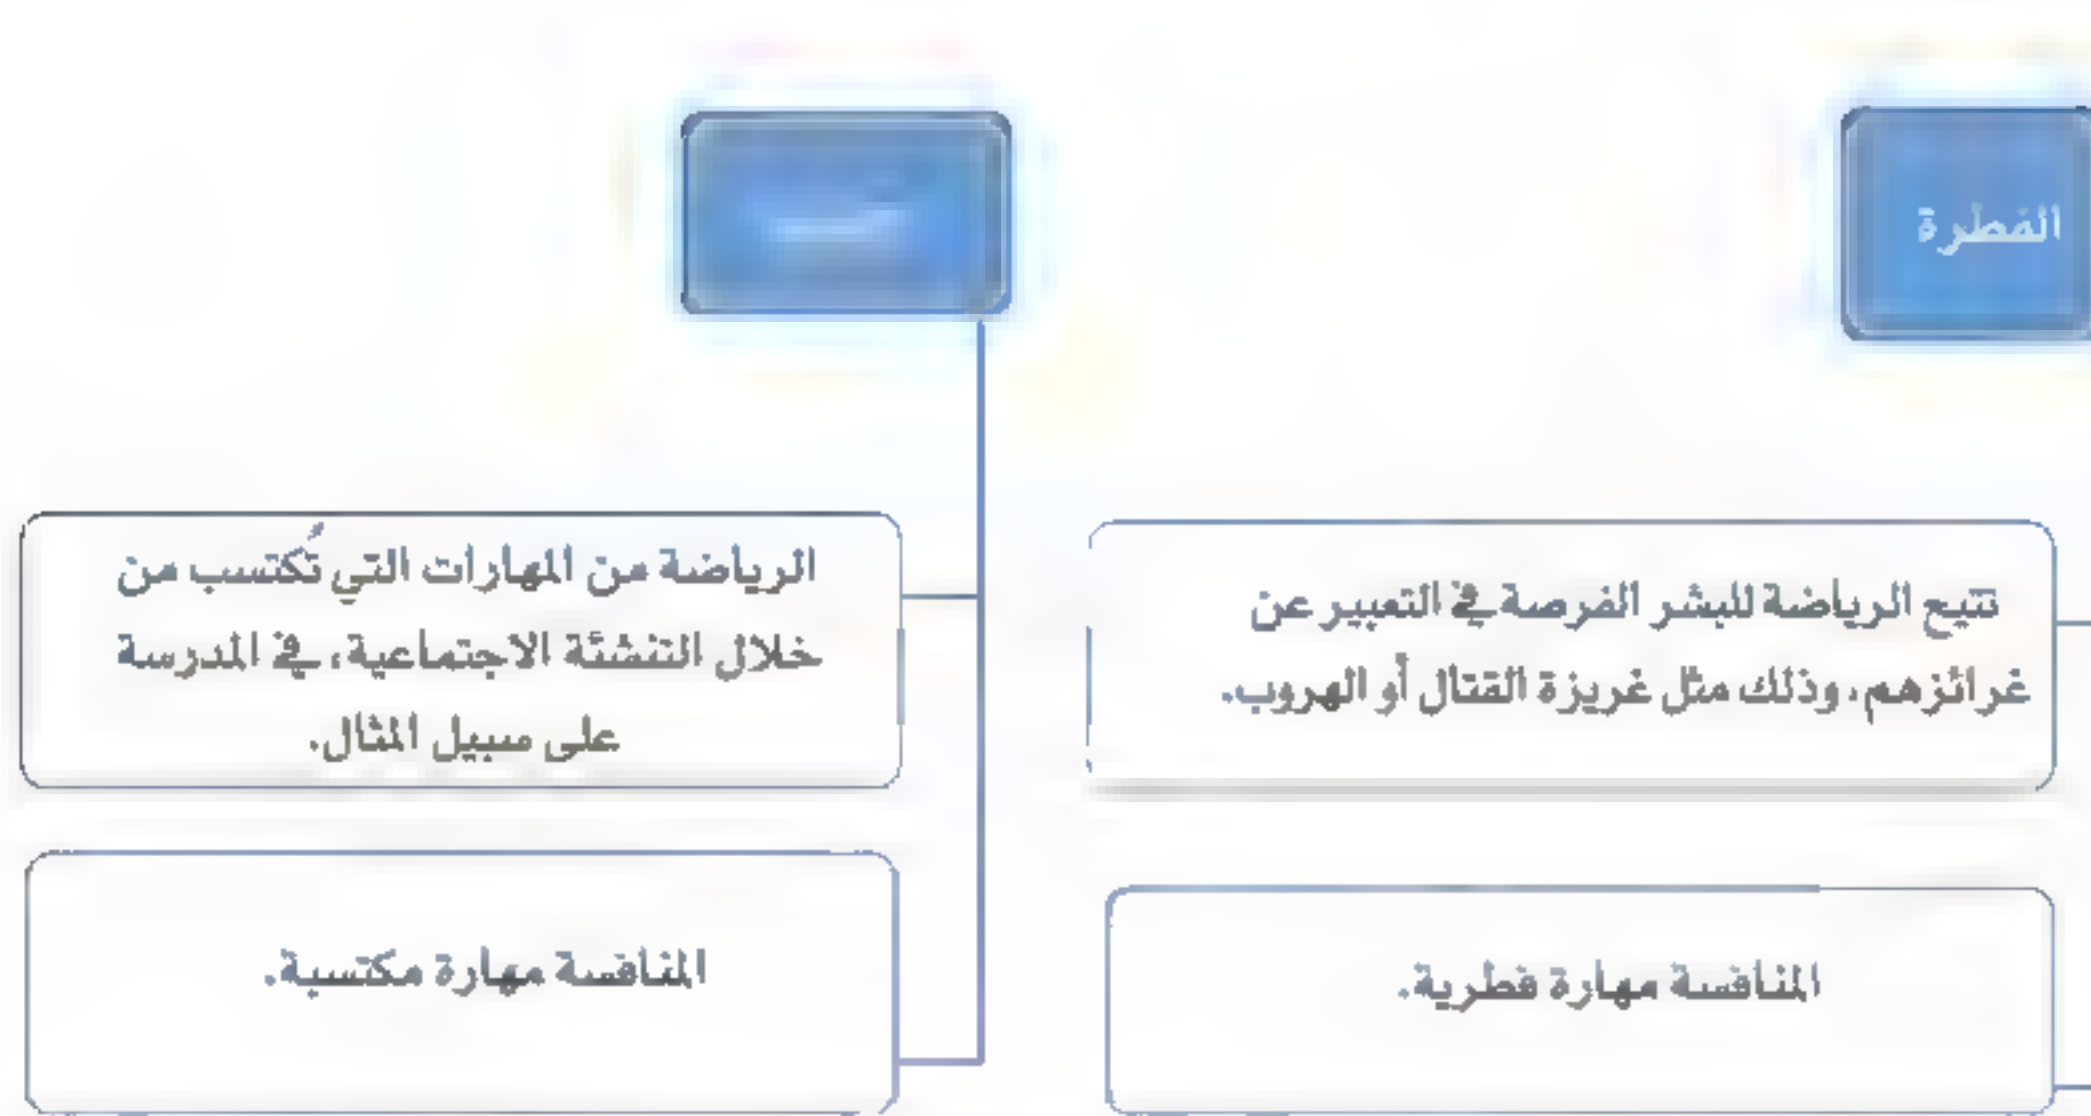 الفطرة
تتيح الرياضة للبشر الفرصة في التعبير عن
غرائزهم، وذلك مثل غريزة القتال أو الهروب.
المنافسة مهارة فطرية.
الرياضة من المهارات التي تُكتسب من
خلال التنشئة الاجتماعية، في المدرسة
على سبيل المثال.
المنافسة مهارة مكتسبة.